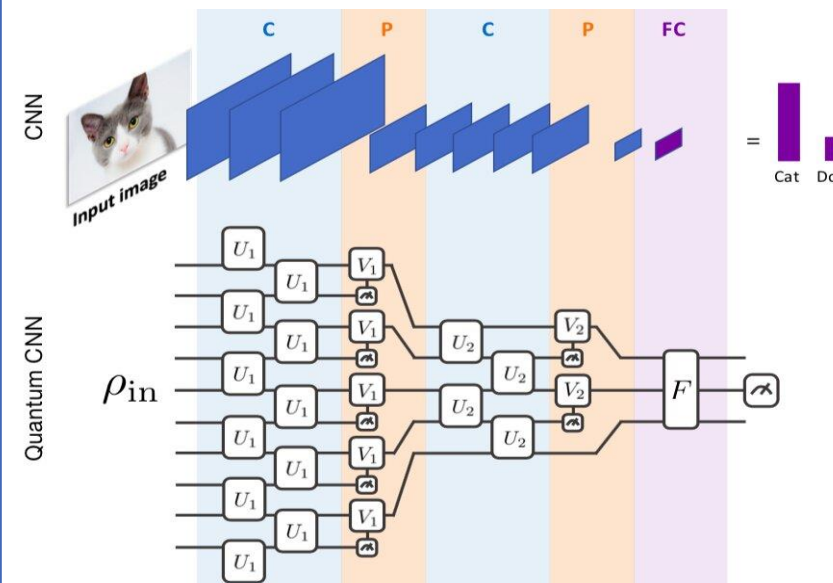 C P C P FC
CNN
Input image
=
Cat Do
Quantum CNN
ρin
U1
V1
U1
U1
V1 V2
U1 U2
U1 U2
V1 V2 F
U1 U2
U1 U2
V1
U1
U1
V1
U1
U1